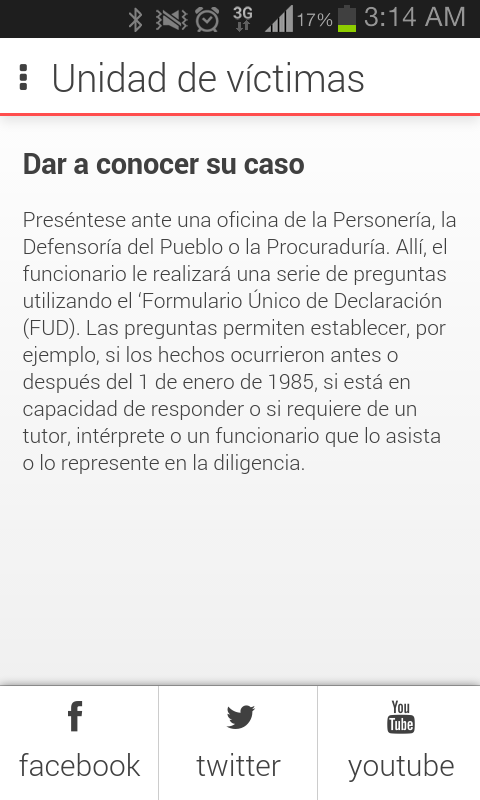 3G 17% 3:14 AM
Unidad de víctimas
Dar a conocer su caso
Preséntese ante una oficina de la Personería, la
Defensoría del Pueblo o la Procuraduría. Allí, el
funcionario le realizará una serie de preguntas
utilizando el ‘Formulario Único de Declaración
(FUD). Las preguntas permiten establecer, por
ejemplo, si los hechos ocurrieron antes o
después del 1 de enero de 1985, si está en
capacidad de responder o si requiere de un
tutor, intérprete o un funcionario que lo asista
o lo represente en la diligencia.
facebook
twitter
You Tube
youtube